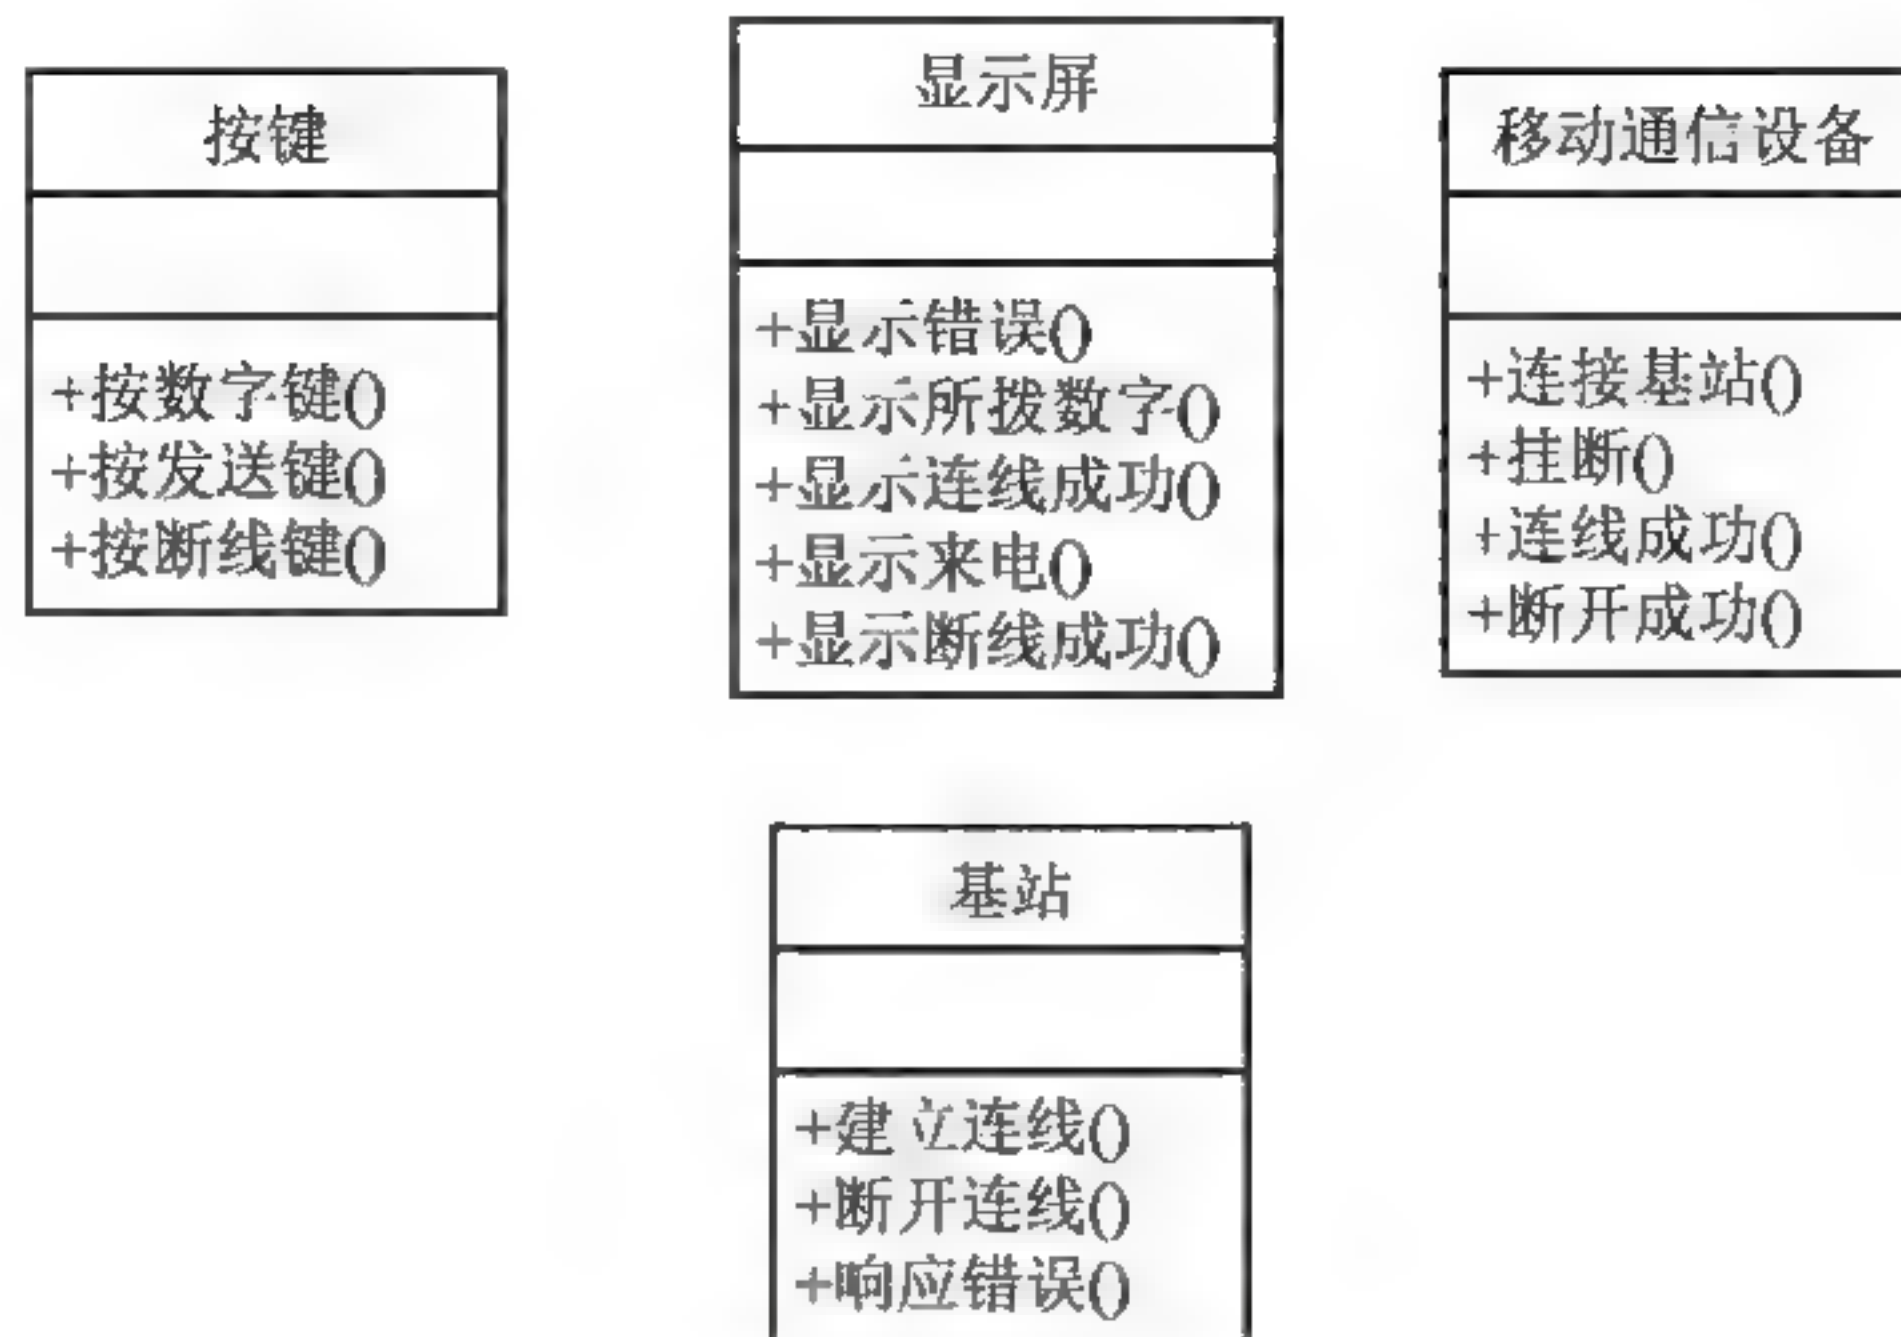 按键
+按数字键()
+按发送键()
+按断线键()
显示屏
+显示错误()
+显示所拨数字()
+显示连线成功()
+显示来电()
+显示断线成功()
移动通信设备
+连接基站()
+挂断()
+连线成功()
+断开成功()
基站
+建立连线()
+断开连线()
+响应错误()